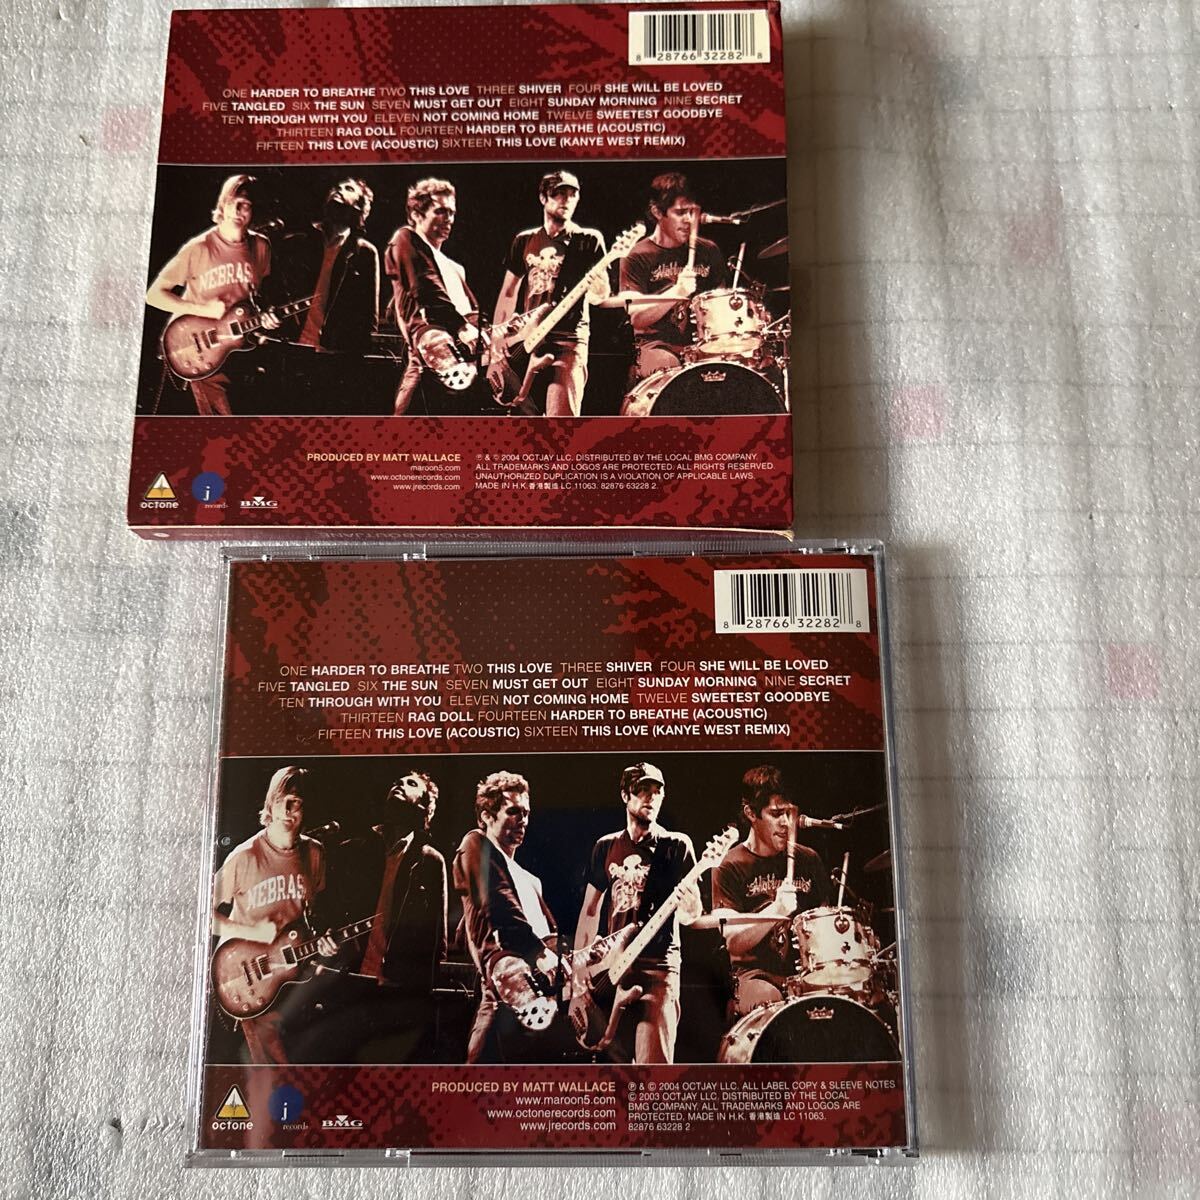 8 28766 32282 8
ONE HARDER TO BREATHE TWO THIS LOVE THREE SHIVER FOUR SHE WILL BE LOVED
FIVE TANGLED SIX THE SUN SEVEN MUST GET OUT EIGHT SUNDAY MORNING NINE SECRET
TEN THROUGH WITH YOU ELEVEN NOT COMING HOME TWELVE SWEETEST GOODBYE
THIRTEEN RAG DOLL FOURTEEN HARDER TO BREATHE (ACOUSTIC)
FIFTEEN THIS LOVE (ACOUSTIC) SIXTEEN THIS LOVE (KANYE WEST REMIX)
NEBRAS
PRODUCED BY MATT WALLACE
maroon5.com
www.octonerecords.com
www.jrecords.com
℗ & © 2004 OCTJAY LLC. DISTRIBUTED BY THE LOCAL BMG COMPANY.
ALL TRADEMARKS AND LOGOS ARE PROTECTED. ALL RIGHTS RESERVED.
UNAUTHORIZED DUPLICATION IS A VIOLATION OF APPLICABLE LAWS.
MADE IN H.K. 香港製造 LC 11063. 82876 63228 2.
octone
j records
BMG
SONGSABOUTJANE
8 28766 32282 8
ONE HARDER TO BREATHE TWO THIS LOVE THREE SHIVER FOUR SHE WILL BE LOVED
FIVE TANGLED SIX THE SUN SEVEN MUST GET OUT EIGHT SUNDAY MORNING NINE SECRET
TEN THROUGH WITH YOU ELEVEN NOT COMING HOME TWELVE SWEETEST GOODBYE
THIRTEEN RAG DOLL FOURTEEN HARDER TO BREATHE (ACOUSTIC)
FIFTEEN THIS LOVE (ACOUSTIC) SIXTEEN THIS LOVE (KANYE WEST REMIX)
NEBRAS
PRODUCED BY MATT WALLACE
www.maroon5.com
www.octonerecords.com
www.jrecords.com
℗ & © 2004 OCTJAY LLC. ALL LABEL COPY & SLEEVE NOTES
© 2003 OCTJAY LLC. DISTRIBUTED BY THE LOCAL
BMG COMPANY. ALL TRADEMARKS AND LOGOS ARE
PROTECTED. MADE IN H.K. 香港製造 LC 11063.
82876 63228 2
octone
j records
BMG